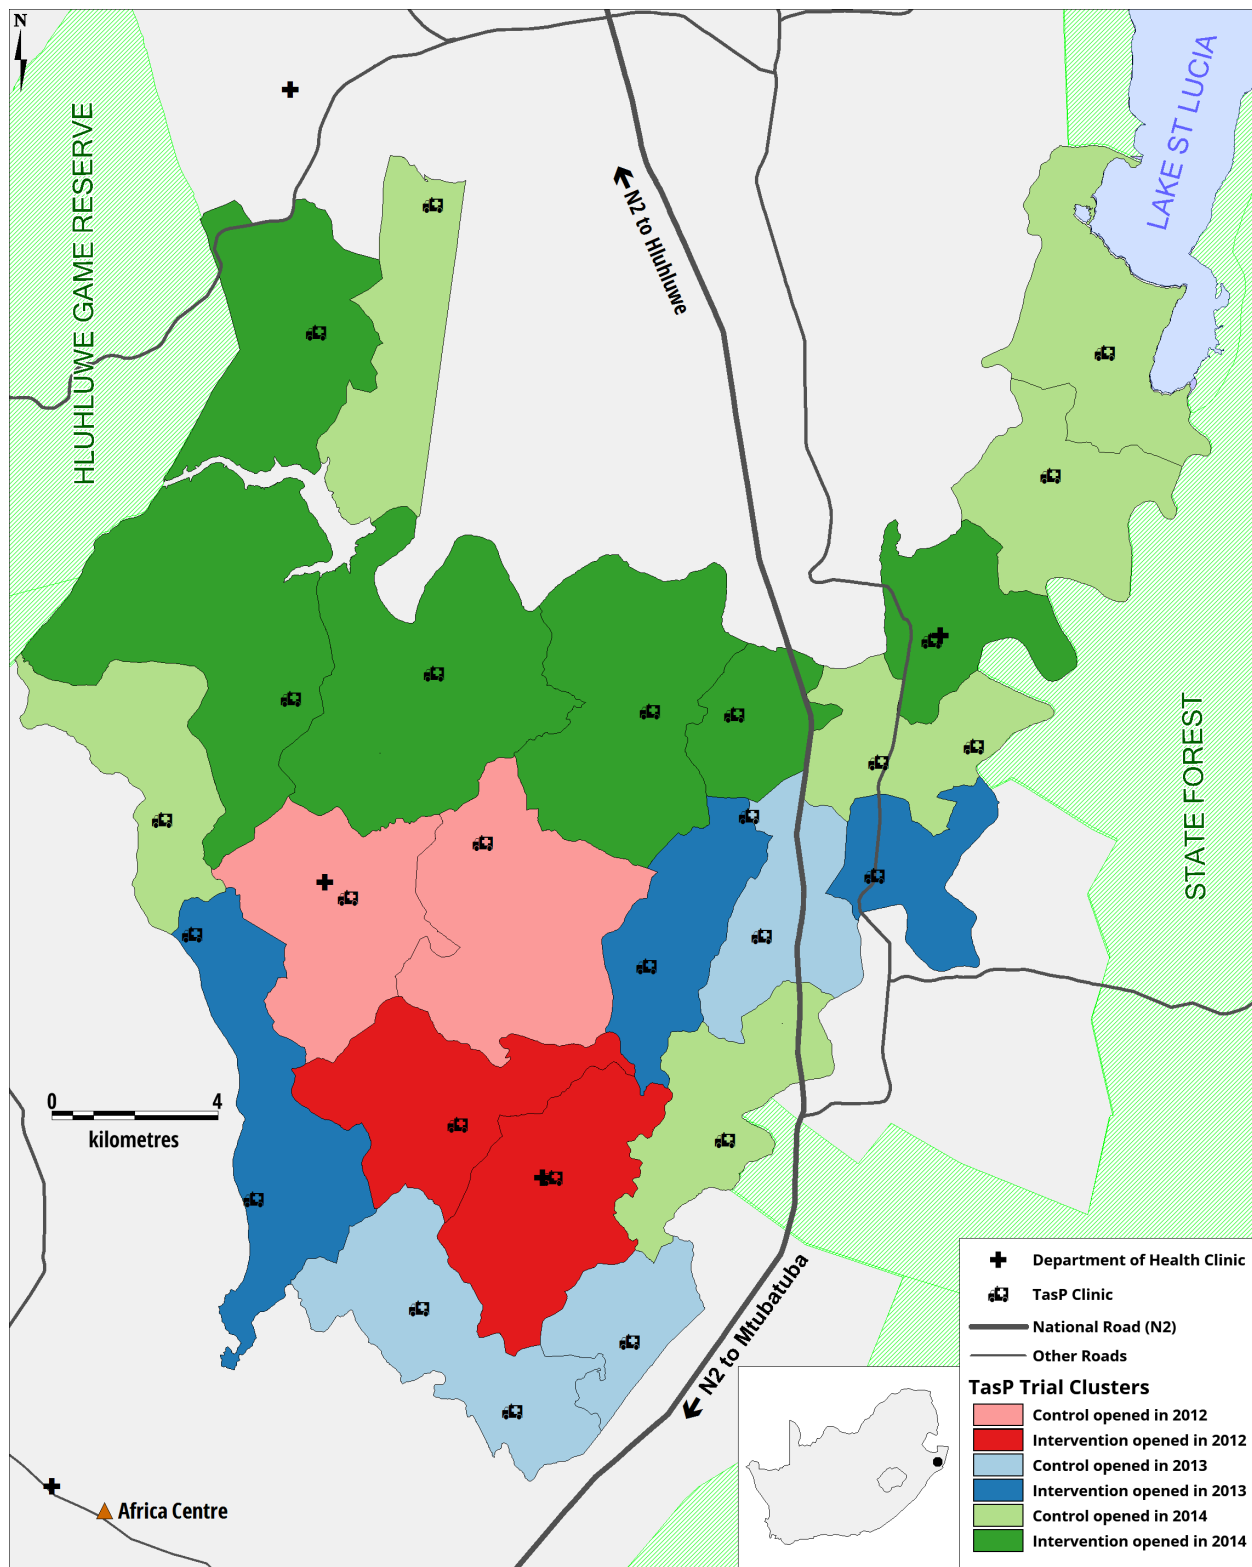 N
HLUHLUWE GAME RESERVE
LAKE ST LUCIA
N2 to Hluhluwe
STATE FOREST
0 4
kilometres
N2 to Mtubatuba
Africa Centre
Department of Health Clinic
TasP Clinic
National Road (N2)
Other Roads
TasP Trial Clusters
Control opened in 2012
Intervention opened in 2012
Control opened in 2013
Intervention opened in 2013
Control opened in 2014
Intervention opened in 2014